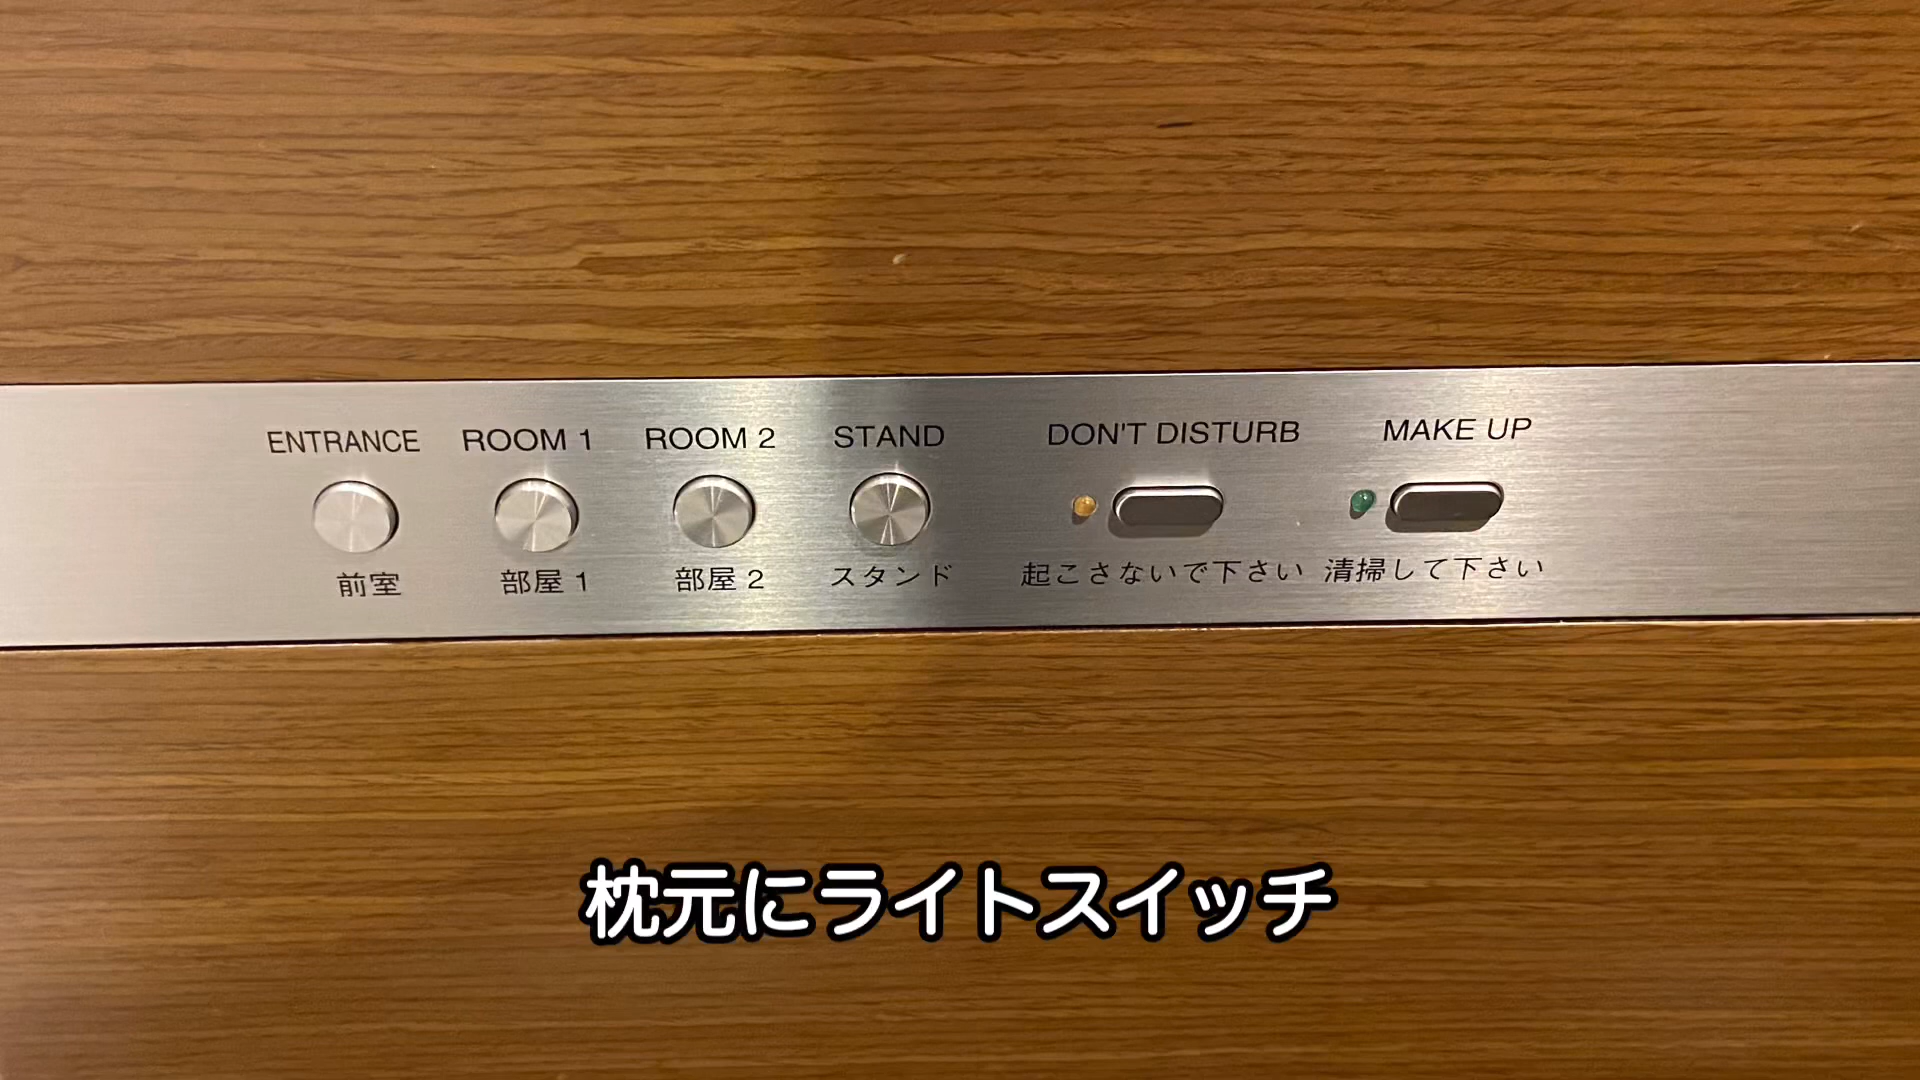 ENTRANCE ROOM 1 ROOM 2 STAND DON'T DISTURB MAKE UP
前室 部屋 1 部屋 2 スタンド 起こさないで下さい 清掃して下さい
枕元にライトスイッチ